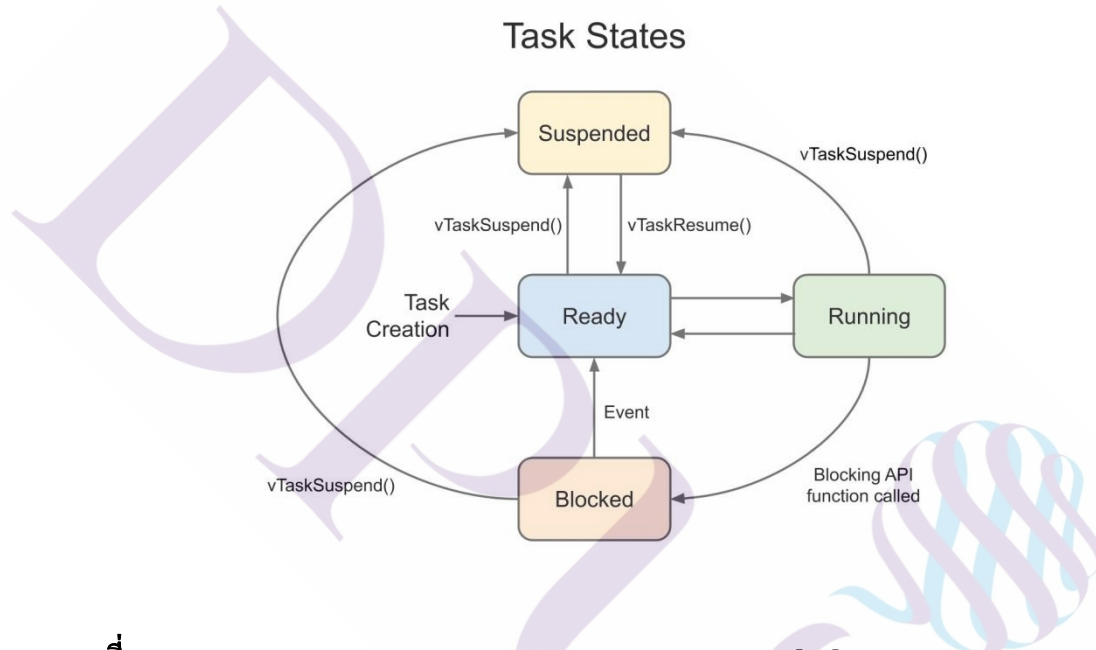 Task States
Suspended
vTaskSuspend()
vTaskSuspend()
vTaskResume()
Task
Creation
Ready
Running
Event
vTaskSuspend()
Blocked
Blocking API
function called